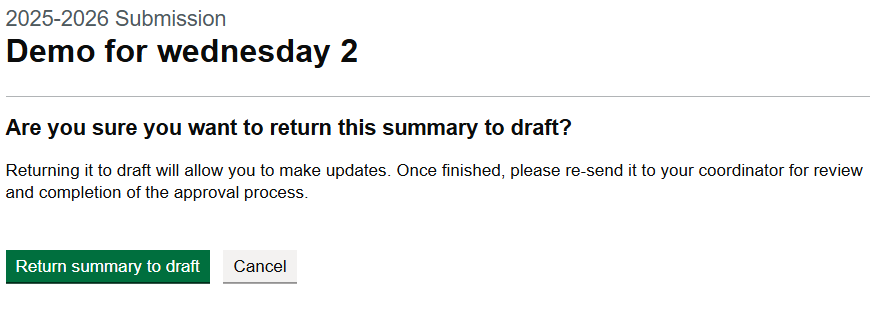 2025-2026 Submission
Demo for wednesday 2
Are you sure you want to return this summary to draft?
Returning it to draft will allow you to make updates. Once finished, please re-send it to your coordinator for review
and completion of the approval process.
Return summary to draft
Cancel